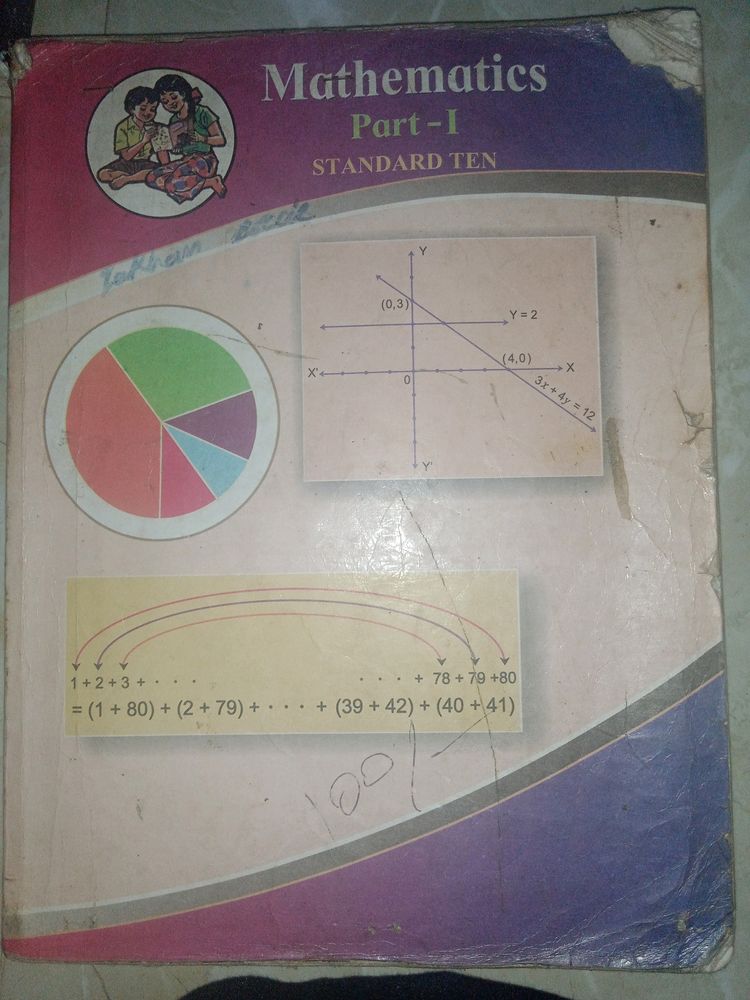 Mathematics
Part-I
STANDARD TEN
Y
(0,3)
Y = 2
(4,0)
X'
X
0
3x + 4y = 12
Y'
1 + 2 + 3 + · · · · · · · + 78 + 79 +80
= (1 + 80) + (2 + 79) + · · · · + (39 + 42) + (40 + 41)
100